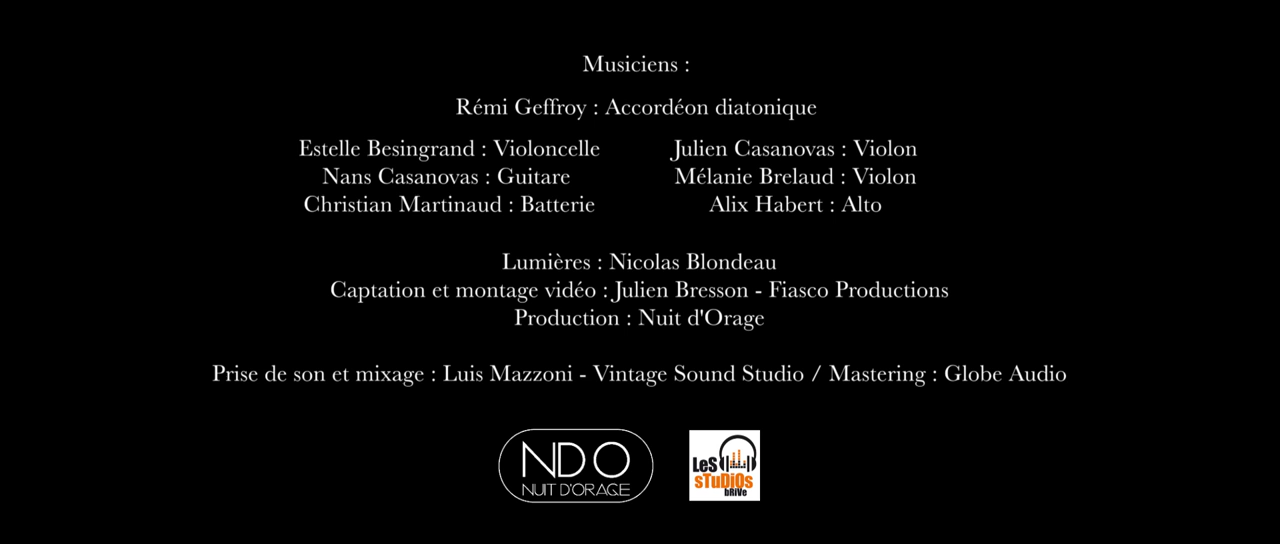 Musiciens :
Rémi Geffroy : Accordéon diatonique
Estelle Besingrand : Violoncelle
Nans Casanovas : Guitare
Christian Martinaud : Batterie
Julien Casanovas : Violon
Mélanie Brelaud : Violon
Alix Habert : Alto
Lumières : Nicolas Blondeau
Captation et montage vidéo : Julien Bresson - Fiasco Productions
Production : Nuit d'Orage
Prise de son et mixage : Luis Mazzoni - Vintage Sound Studio / Mastering : Globe Audio
NDO
NUIT D'ORAGE
LeS
sTuDiOs
bRiVe